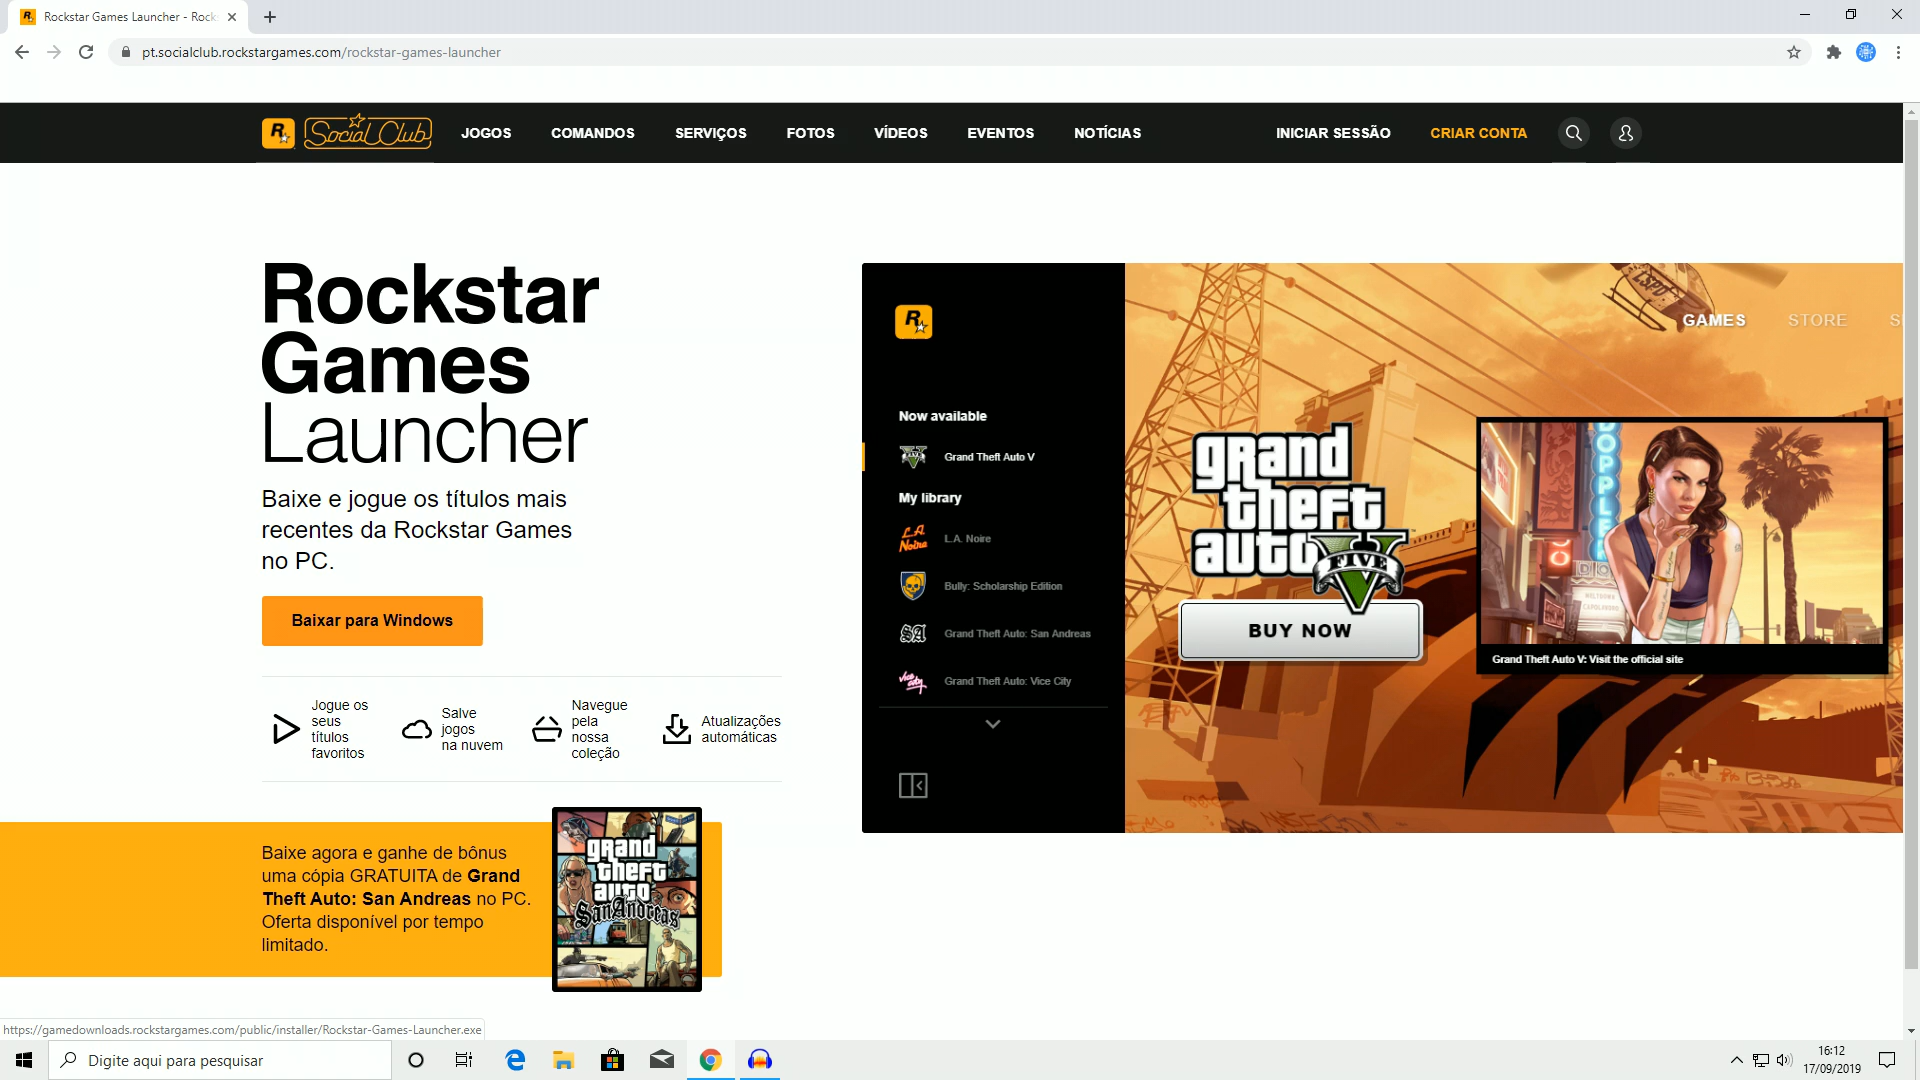 Rockstar Games Launcher - Rock
pt.socialclub.rockstargames.com/rockstar-games-launcher
R Social Club JOGOS COMANDOS SERVIÇOS FOTOS VÍDEOS EVENTOS NOTÍCIAS INICIAR SESSÃO CRIAR CONTA
Rockstar
Games
Launcher
Baixe e jogue os títulos mais
recentes da Rockstar Games
no PC.
Baixar para Windows
Jogue os
seus
títulos
favoritos
Salve
jogos
na nuvem
Navegue
pela
nossa
coleção
Atualizações
automáticas
Baixe agora e ganhe de bônus
uma cópia GRATUITA de Grand
Theft Auto: San Andreas no PC.
Oferta disponível por tempo
limitado.
grand
theft
auto
San Andreas
R
Now available
Grand Theft Auto V
My library
L.A. Noire
L.A. Noire
Bully: Scholarship Edition
SA
Grand Theft Auto: San Andreas
Vice City
Grand Theft Auto: Vice City
LSPD
GAMES STORE S
grand
theft
auto
FIVE
BUY NOW
DOPPLE
Grand Theft Auto V: Visit the official site
https://gamedownloads.rockstargames.com/public/installer/Rockstar-Games-Launcher.exe
Digite aqui para pesquisar
16:12
17/09/2019